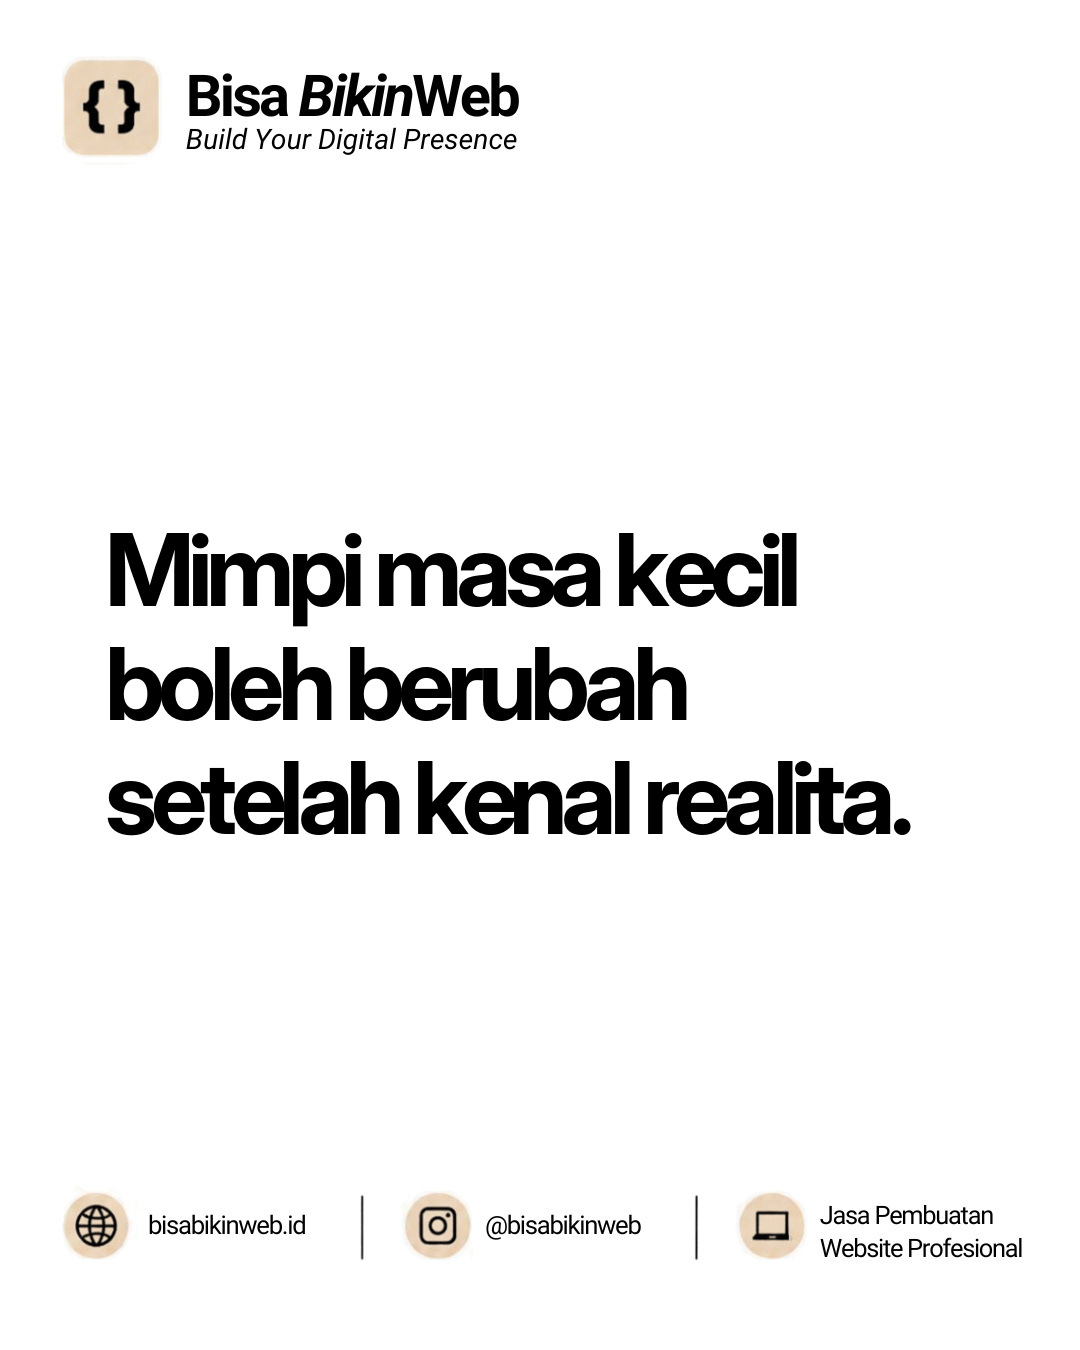 { }
Bisa BikinWeb
Build Your Digital Presence
Mimpi masa kecil
boleh berubah
setelah kenal realita.
bisabikinweb.id
@bisabikinweb
Jasa Pembuatan
Website Profesional